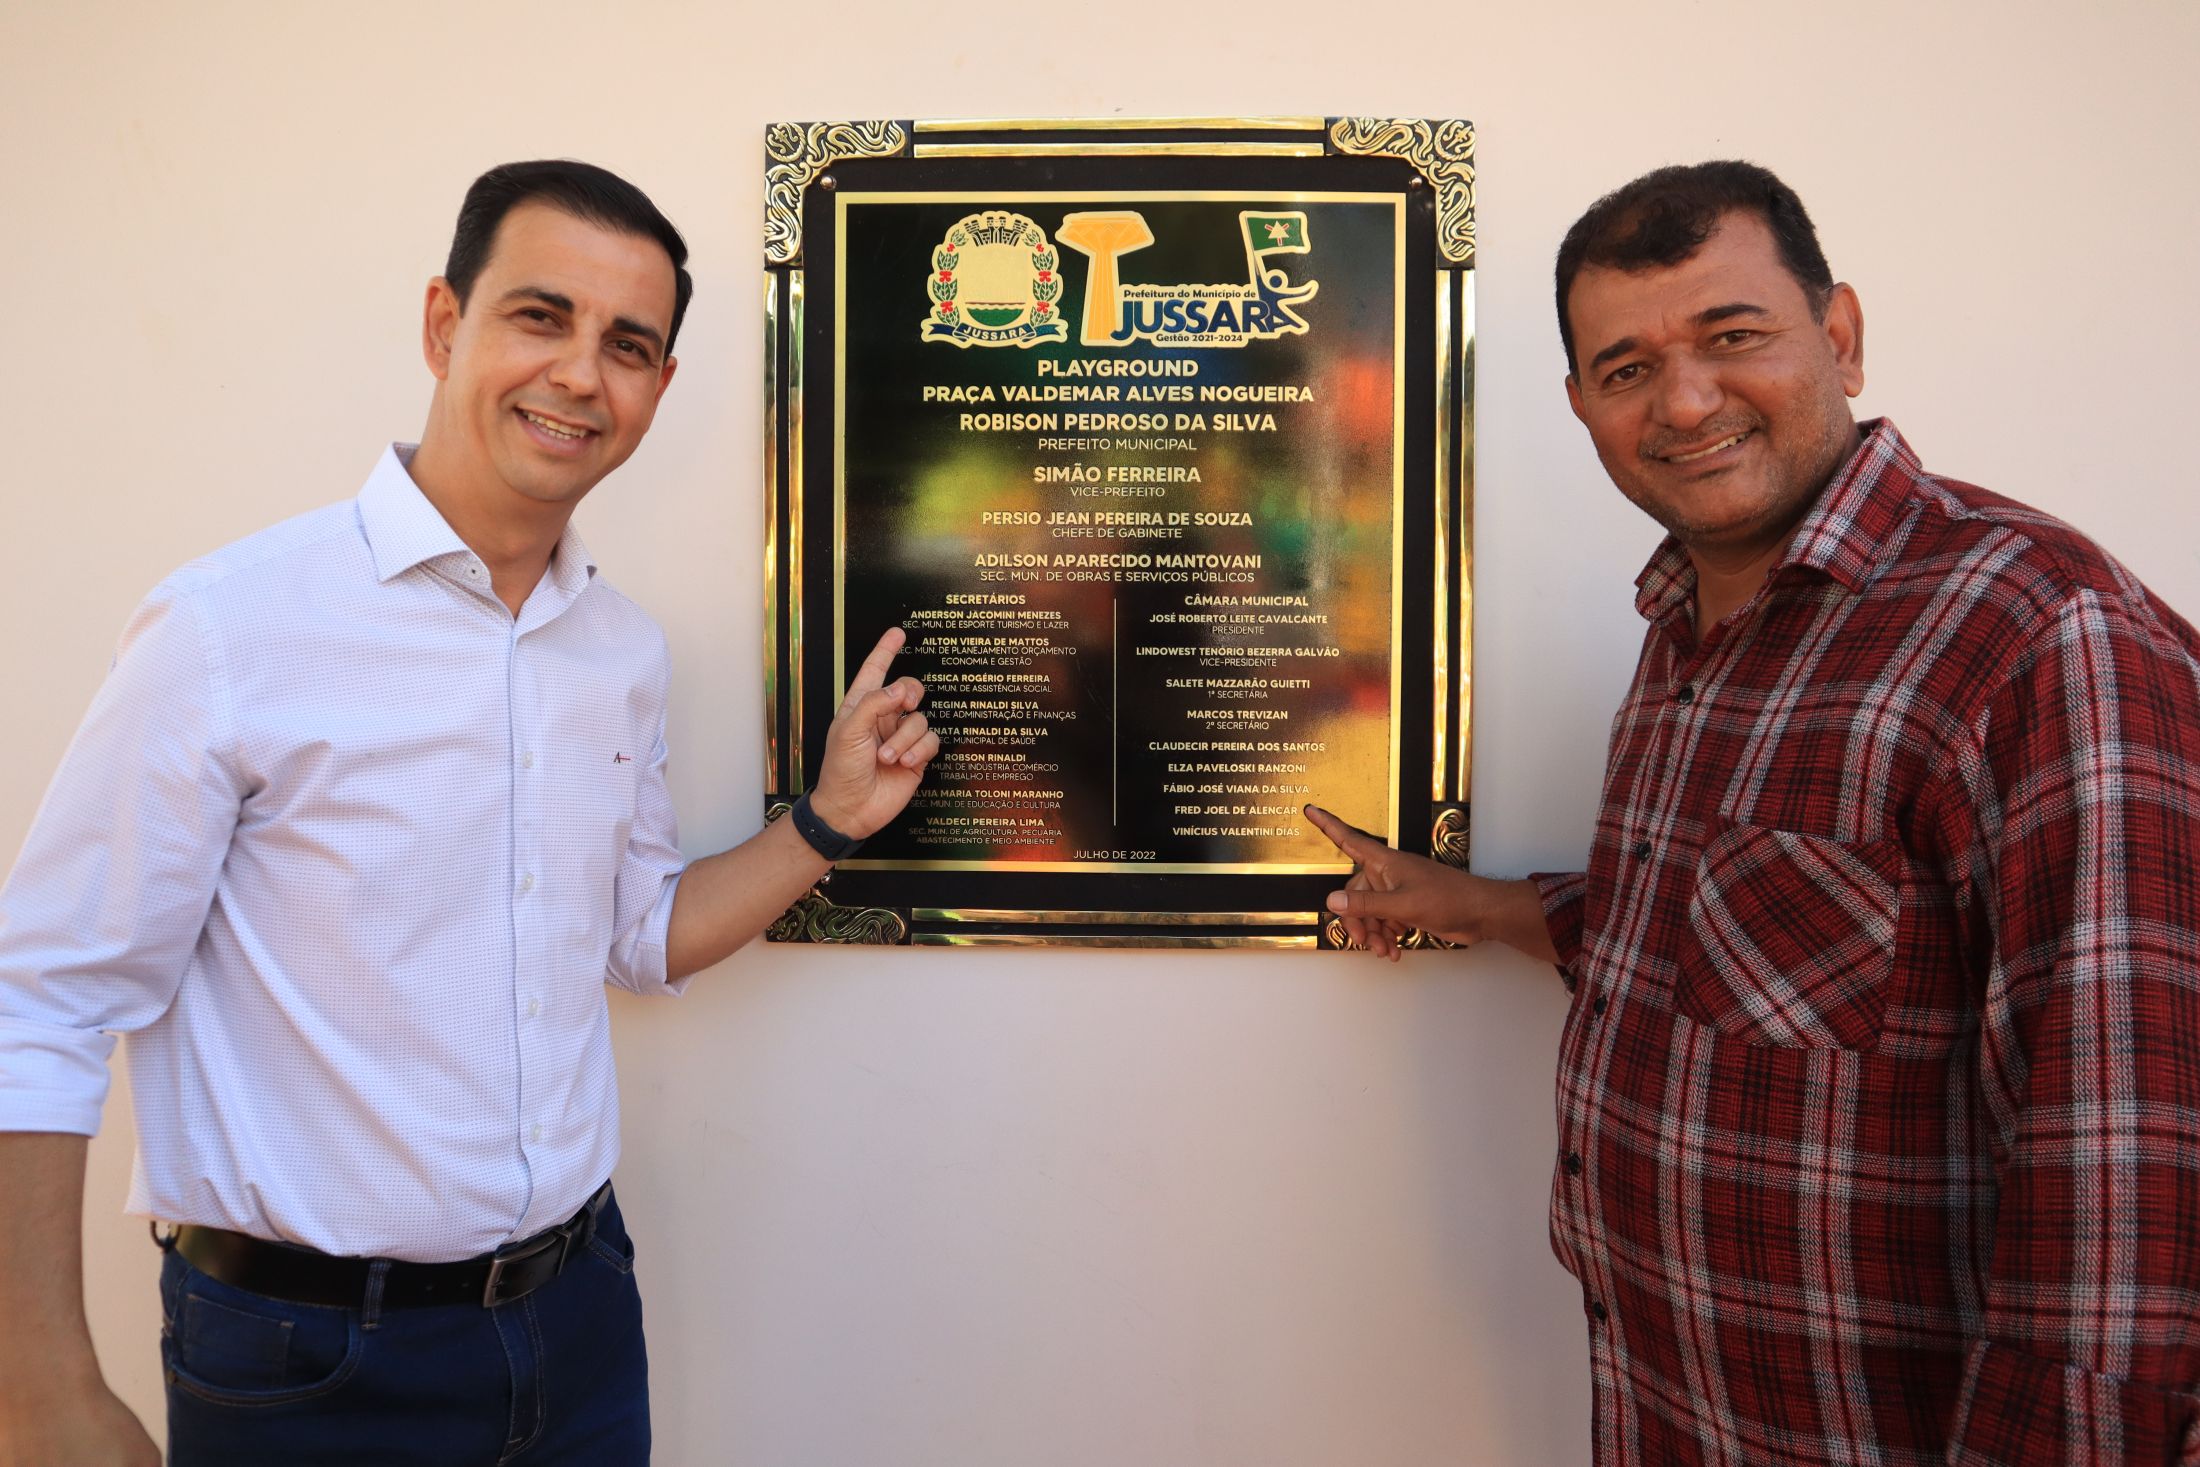 JUSSARA
Prefeitura do Município de
JUSSARA
Gestão 2021-2024
PLAYGROUND
PRAÇA VALDEMAR ALVES NOGUEIRA
ROBISON PEDROSO DA SILVA
PREFEITO MUNICIPAL
SIMÃO FERREIRA
VICE-PREFEITO
PERSIO JEAN PEREIRA DE SOUZA
CHEFE DE GABINETE
ADILSON APARECIDO MANTOVANI
SEC. MUN. DE OBRAS E SERVIÇOS PÚBLICOS
SECRETÁRIOS
ANDERSON JACOMINI MENEZES
SEC. MUN. DE ESPORTE TURISMO E LAZER
AILTON VIEIRA DE MATTOS
SEC. MUN. DE PLANEJAMENTO ORÇAMENTO
ECONOMIA E GESTÃO
JÉSSICA ROGÉRIO FERREIRA
SEC. MUN. DE ASSISTÊNCIA SOCIAL
REGINA RINALDI SILVA
MUN. DE ADMINISTRAÇÃO E FINANÇAS
RINALDI DA SILVA
SEC. MUNICIPAL DE SAÚDE
ROBSON RINALDI
MUN. DE INDÚSTRIA COMÉRCIO
TRABALHO E EMPREGO
MARIA TOLONI MARANHO
SEC. MUN. DE EDUCAÇÃO E CULTURA
VALDECI PEREIRA LIMA
SEC. MUN. DE AGRICULTURA, PECUÁRIA
ABASTECIMENTO E MEIO AMBIENTE
CÂMARA MUNICIPAL
JOSÉ ROBERTO LEITE CAVALCANTE
PRESIDENTE
LINDOWEST TENÓRIO BEZERRA GALVÃO
VICE-PRESIDENTE
SALETE MAZZARÃO GUIETTI
1ª SECRETÁRIA
MARCOS TREVIZAN
2º SECRETÁRIO
CLAUDECIR PEREIRA DOS SANTOS
ELZA PAVELOSKI RANZONI
FÁBIO JOSÉ VIANA DA SILVA
FRED JOEL DE ALENCAR
VINÍCIUS VALENTINI DIAS
JULHO DE 2022